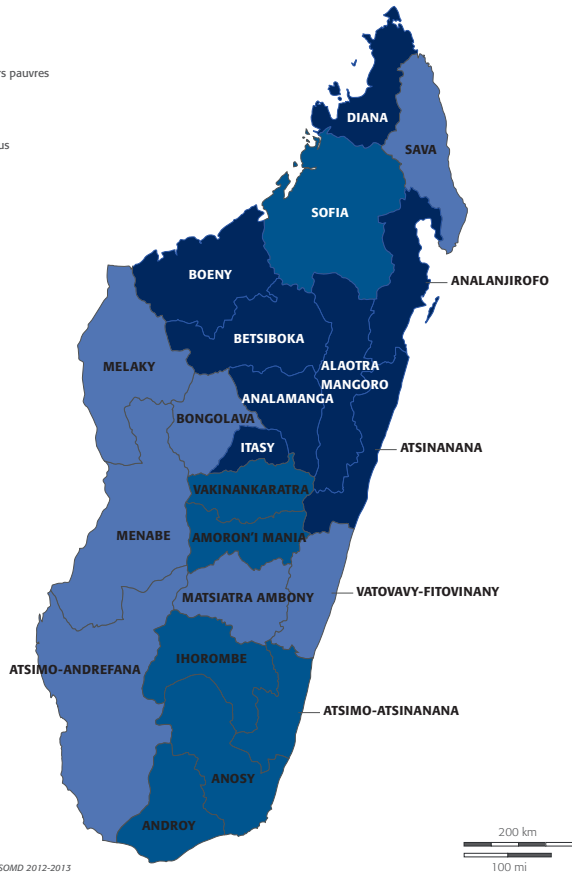 rs pauvres
us
DIANA
SAVA
SOFIA
BOENY
ANALANJIROFO
BETSIBOKA
MELAKY
ALAOTRA
MANGORO
ANALAMANGA
BONGOLAVA
ITASY
ATSINANANA
VAKINANKARATRA
MENABE
AMORON'I MANIA
MATSIATRA AMBONY
VATOVAVY-FITOVINANY
IHOROMBE
ATSIMO-ANDREFANA
ATSIMO-ATSINANANA
ANOSY
ANDROY
200 km
100 mi
SOMD 2012-2013